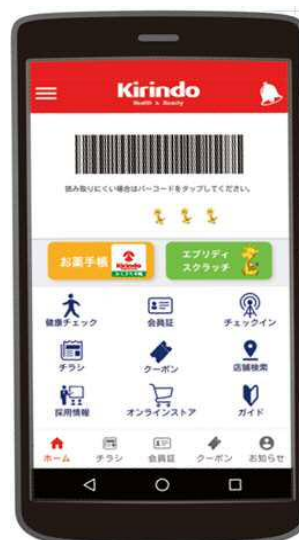 Kirindo
Health & Beauty
読み取りにくい場合はバーコードをタップしてください。
お薬手帳
Kirindo
エブリディ
スクラッチ
健康チェック
会員証
チェックイン
チラシ
クーポン
店舗検索
採用情報
オンラインストア
ガイド
ホーム
チラシ
会員証
クーポン
お知らせ